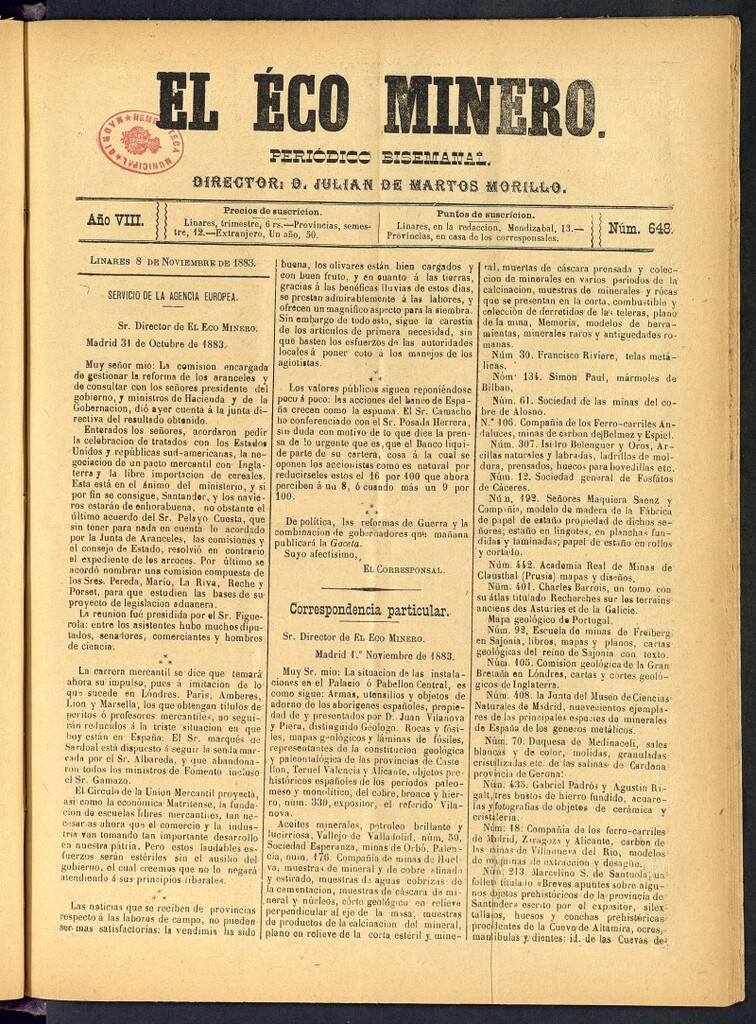 EL ÉCO MINERO.
PERIÓDICO BISEMANAL.
DIRECTOR: D. JULIAN DE MARTOS MORILLO.
HEMEROTECA MUNICIPAL MADRID
Año VIII.
Precios de suscricion.
Linares, trimestre, 6 rs.—Provincias, semes-
tre, 12.—Extranjero, Un año, 50.
Puntos de suscricion.
Linares, en la redaccion, Mendizabal, 13.—
Provincias, en casa de los corresponsales.
Núm. 648.
LINARES 8 DE NOVIEMBRE DE 1883.
SERVICIO DE LA AGENCIA EUROPEA.
Sr. Director de EL ECO MINERO.
Madrid 31 de Octubre de 1883.
Muy señor mio: La comision encargada
de gestionar la reforma de los aranceles y
de consultar con los señores presidente del
gobierno, y ministros de Hacienda y de la
Gobernacion, dió ayer cuenta á la junta di-
rectiva del resultado obtenido.
Enterados los señores, acordaron pedir
la celebracion de tratados con los Estados
Unidos y repúblicas sud-americanas, la ne-
gociacion de un pacto mercantil con Ingla-
terra y la libre importacion de cereales.
Esta está en el ánimo del ministerio, y si
por fin se consigue, Santander, y los navie-
ros estarán de enhorabuena, no obstante el
último acuerdo del Sr. Pelayo Cuesta, que
sin tener para nada en cuenta lo acordado
por la Junta de Aranceles, las comisiones y
el consejo de Estado, resolvió en contrario
el expediente de los arroces. Por último se
acordó nombrar una comision compuesta de
los Sres. Pereda, Mario, La Riva, Reche y
Porset, para que estudien las bases de su
proyecto de legislacion aduanera.
La reunion fué presidida por el Sr. Figue-
rola: entre los asistentes hubo muchos dipu-
tados, senadores, comerciantes y hombres
de ciencia.
* * *
La carrera mercantil se dice que tomará
ahora su impulso, pues á imitacion de lo
que sucede en Lóndres, Paris, Amberes,
Lion y Marsella, los que obtengan titulos de
peritos ó profesores mercantiles, no segui-
rán reducidos á la triste situacion en que
hoy están en España. El Sr. marqués de
Sardoal está dispuesto á seguir la senda mar-
cada por el Sr. Albareda, y que abandona-
ron todos los ministros de Fomento incluso
el Sr. Gamazo.
El Circulo de la Union Mercantil proyecta,
asi como la económica Matritense, la funda-
cion de escuelas libres mercantiles, tan ne-
cesarias ahora que el comercio y la indus-
tria van tomando tan importante desarrollo
en nuestra pátria. Pero estos laudables es-
fuerzos serán estériles sin el ausilio del
gobierno, el cual creemos que no lo negará
atendiendo á sus principios liberales.
* * *
Las noticias que se reciben de provincias
respecto á las labores de campo, no pueden
ser mas satisfactorias: la vendimia ha sido
buena, los olivares están bien cargados y
con buen fruto, y en cuanto á las tierras,
gracias á las benéficas lluvias de estos dias,
se prestan admirablemente á las labores, y
ofrecen un magnífico aspecto para la siembra.
Sin embargo de todo esto, sigue la carestia
de los artículos de primera necesidad, sin
que basten los esfuerzos de las autoridades
locales á poner coto á los manejos de los
agiotistas.
* * *
Los valores públicos siguen reponiéndose
poco á poco: las acciones del banco de Espa-
ña crecen como la espuma. El Sr. Camacho
ha conferenciado con el Sr. Posada Herrera,
sin duda con motivo de lo que dice la pren-
sa de lo urgente que es, que el Banco liqui-
de parte de su cartera, cosa á la cual se
oponen los accionistas como es natural por
reducirseles estos el 16 por 400 que ahora
perciben á un 8, ó cuando más un 9 por
100.
* * *
De política, las reformas de Guerra y la
combinacion de gobernadores que mañana
publicará la Gaceta.
Suyo afectísimo,
EL CORRESPONSAL.
Correspondencia particular.
Sr. Director de EL ECO MINERO.
Madrid 1.º Noviembre de 1883.
Muy Sr. mio: La situacion de las instala-
ciones en el Palacio ó Pabellon Central, es
como sigue: Armas, utensilios y objetos de
adorno de los aborígenes españoles, propie-
dad de y presentados por D. Juan Vilanova
y Piera, distinguido Geólogo. Rocas y fósi-
les, mapas geológicos y láminas de fósiles,
representantes de la constitucion geológica
y paleontalógica de las provincias de Caste
llon, Teruel Valencia y Alicante, objetos pre-
históricos españoles de los periodos paleo-
meso y monolítico, del cobre, bronce y hier-
ro, núm. 330, expositor, el referido Vila-
nova.
Aceites minerales, petroleo brillante y
lucirriosa, Vallejo de Valladolid, núm. 50,
Sociedad Esperanza, minas de Orbó, Palen-
cia, num. 176. Compañia de minas de Huel-
va, muestras de mineral y de cobre afinado
y estirado, muestras de aguas cobrizas de
la cementacion, muestras de cáscara de mi-
neral y núcleos, córte geológico en relieve
perpendicular al eje de la masa, muestras
de productos de la calcinacion del mineral,
plano en relieve de la corta estéril y mine-
ral, muertas de cáscara prensada y colec-
cion de minerales en varios periodos de la
calcinacion, muestras de minerales y rocas
que se presentan en la corta, combustible y
coleccion de derretidos de las teleras, plano
de la mina, Memoria, modelos de herra-
mientas, minerales raros y antiguedades ro-
manas.
Núm. 30. Francisco Riviere, telas metá-
licas.
Núm. 134. Simon Paul, mármoles de
Bilbao.
Núm. 61. Sociedad de las minas del co-
bre de Alosno.
N.º 106. Compañia de los Ferro-carriles An-
daluces, minas de carbon de Belmez y Espiel.
Núm. 307. Isidro Belenguer y Oros, Ar-
cillas naturales y labradas, ladrillos de mol-
dura, prensados, huecos para bovedillas etc.
Núm. 12. Sociedad general de Fosfátos
de Cáceres.
Núm. 192. Señores Maquiera Saenz y
Compañia, modelo de madera de la Fábrica
de papel de estaño propiedad de dichos se-
ñores; estaño en lingotes, en planchas fun-
didas y laminadas; papel de estaño en rollos
y cortado.
Núm. 442. Academia Real de Minas de
Clausthal (Prusia) mapas y diseños.
Núm. 401. Charles Barrois, un tomo con
su átlas titulado Recherches sur les terrains
anciens des Asturies et de la Galicie.
Mapa geológico de Portugal.
Núm. 92. Escuela de minas de Freiberg
en Sajonia, libros, mapas y planos, cartas
geológicas del reino de Sajonia con texto.
Núm. 105. Comision geológica de la Gran
Bretaña en Lóndres, cartas y córtes geoló-
gicos de Inglaterra.
Núm. 408. la Junta del Museo de Ciencias
Naturales de Madrid, nuevecientos ejempla-
res de las principales especies de minerales
de España de los géneros metálicos.
Núm. 70. Duquesa de Medinaceli, sales
blancas y de color, molidas, granuladas
cristalizadas etc. de las salinas de Cardona
provincia de Gerona:
Núm. 435. Gabriel Padrós y Agustin Ri-
galt, tres bustos de hierro fundido, acuare-
las y fotografias de objetos de cerámica y
cristaleria.
Núm. 18. Compañia de los ferro-carriles
de Madrid, Zaragoza y Alicante, carbon de
las minas de Villanueva del Rio, modelos
de máquinas de extraccion y desagüe.
Núm. 213. Marcelino S. de Santuola, un
folleto titulado «Breves apuntes sobre algu-
nos objetos prehistóricos de la provincia de
Santander» escrito por el expositor, silex
tallados, huesos y conchas prehistéricas
procedentes de la Cueva de Altamira, ocres,
mandíbulas y dientes: id. de las Cuevas de